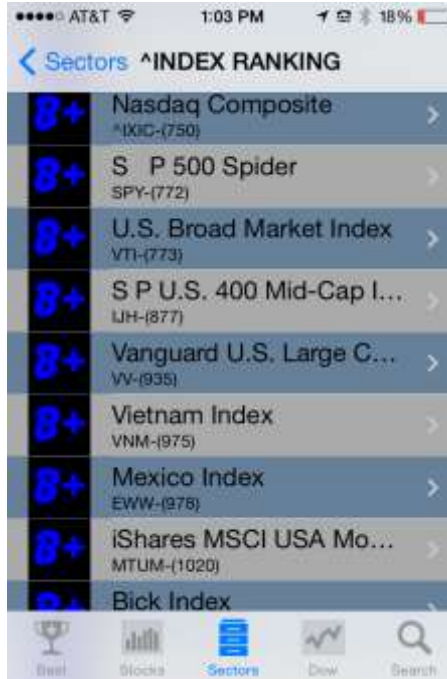 AT&T 1:03 PM 18%
Sectors ^INDEX RANKING
8+ Nasdaq Composite
^IXIC-(750)
8+ S P 500 Spider
SPY-(772)
8+ U.S. Broad Market Index
VTI-(773)
8+ S P U.S. 400 Mid-Cap I...
IJH-(877)
8+ Vanguard U.S. Large C...
VV-(935)
8+ Vietnam Index
VNM-(975)
8+ Mexico Index
EWW-(978)
8+ iShares MSCI USA Mo...
MTUM-(1020)
8+ Bick Index
Best Stocks Sectors Dow Search